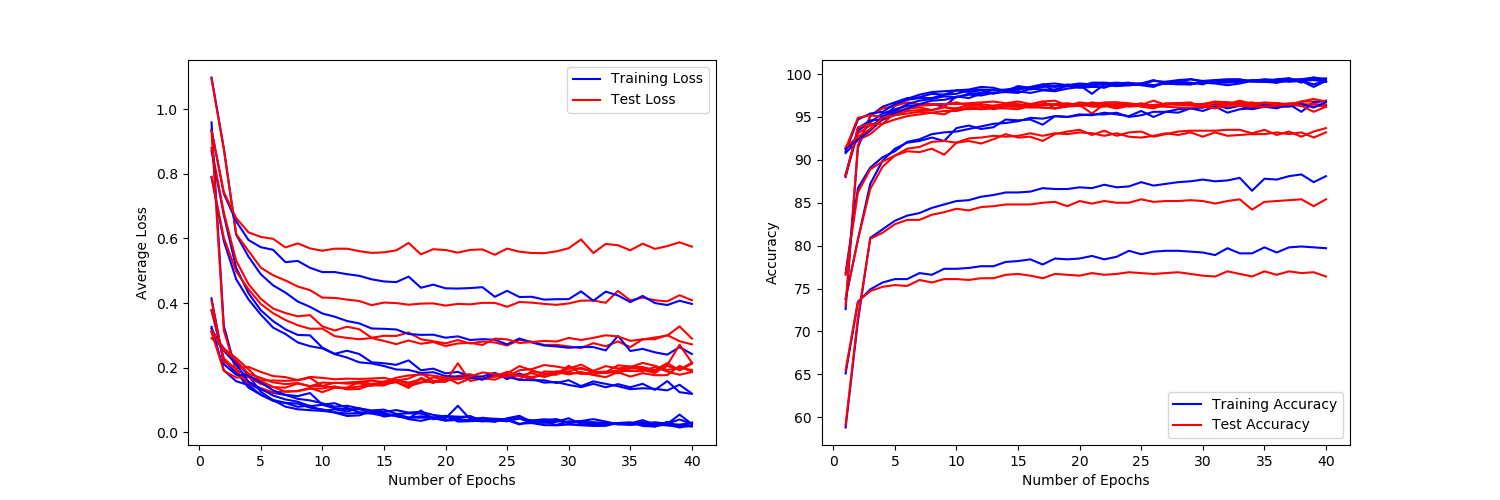 Training Loss
Test Loss
1.0
0.8
0.6
0.4
0.2
0.0
Average Loss
0 5 10 15 20 25 30 35 40
Number of Epochs
Training Accuracy
Test Accuracy
100
95
90
85
80
75
70
65
60
Accuracy
0 5 10 15 20 25 30 35 40
Number of Epochs